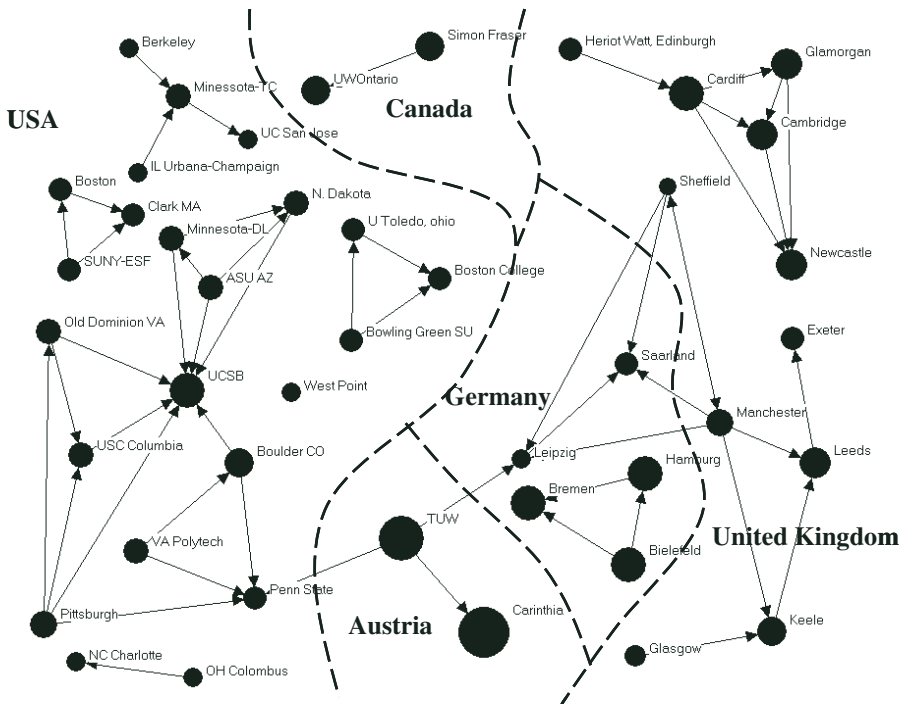 Berkeley
Simon Fraser
Heriot Watt, Edinburgh
Glamorgan
Minessota-TC
UWOntario
Cardiff
USA
Canada
UC San Jose
Cambridge
IL Urbana-Champaign
Boston
Sheffield
N. Dakota
Clark MA
Minnesota-DL
U Toledo, ohio
SUNY-ESF
ASU AZ
Boston College
Newcastle
Old Dominion VA
Bowling Green SU
Exeter
Saarland
UCSB
West Point
Germany
Manchester
USC Columbia
Boulder CO
Leipzig
Hamburg
Leeds
Bremen
TUW
United Kingdom
VA Polytech
Bielefeld
Penn State
Pittsburgh
Austria
Carinthia
Keele
NC Charlotte
Glasgow
OH Colombus